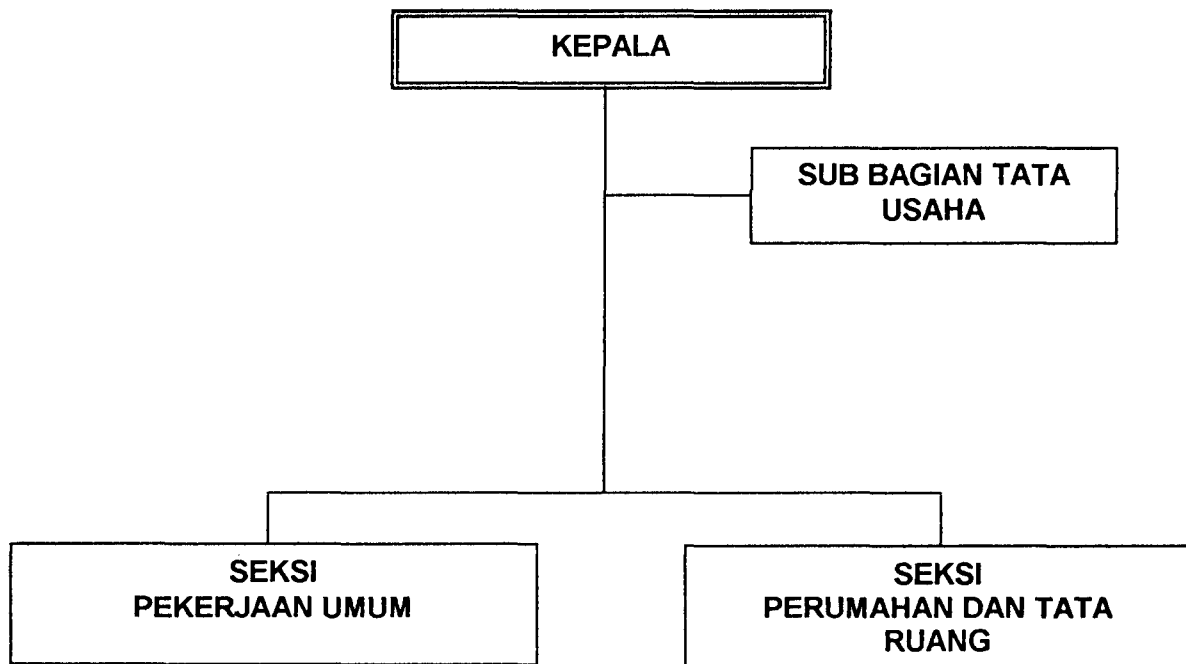 KEPALA
SUB BAGIAN TATA
USAHA
SEKSI
PEKERJAAN UMUM
SEKSI
PERUMAHAN DAN TATA
RUANG